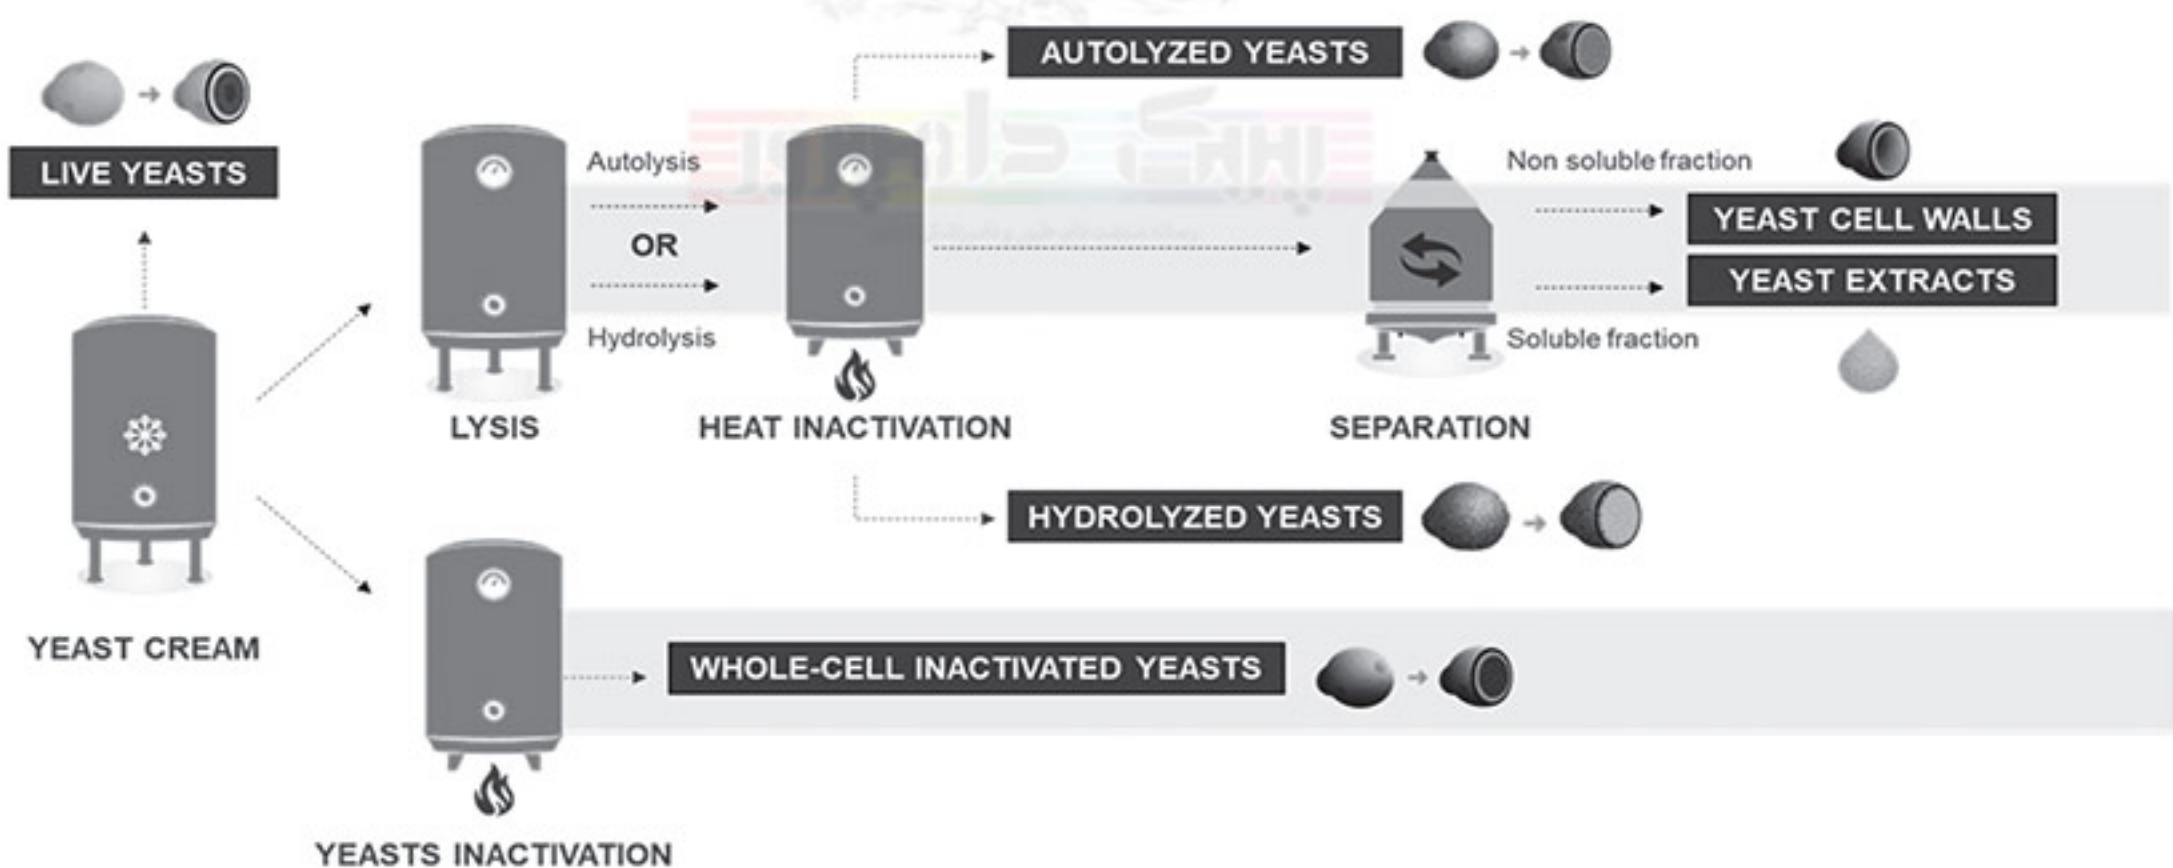 AUTOLYZED YEASTS
LIVE YEASTS
Autolysis
OR
Hydrolysis
Non soluble fraction
YEAST CELL WALLS
YEAST EXTRACTS
Soluble fraction
LYSIS
HEAT INACTIVATION
SEPARATION
HYDROLYZED YEASTS
YEAST CREAM
WHOLE-CELL INACTIVATED YEASTS
YEASTS INACTIVATION